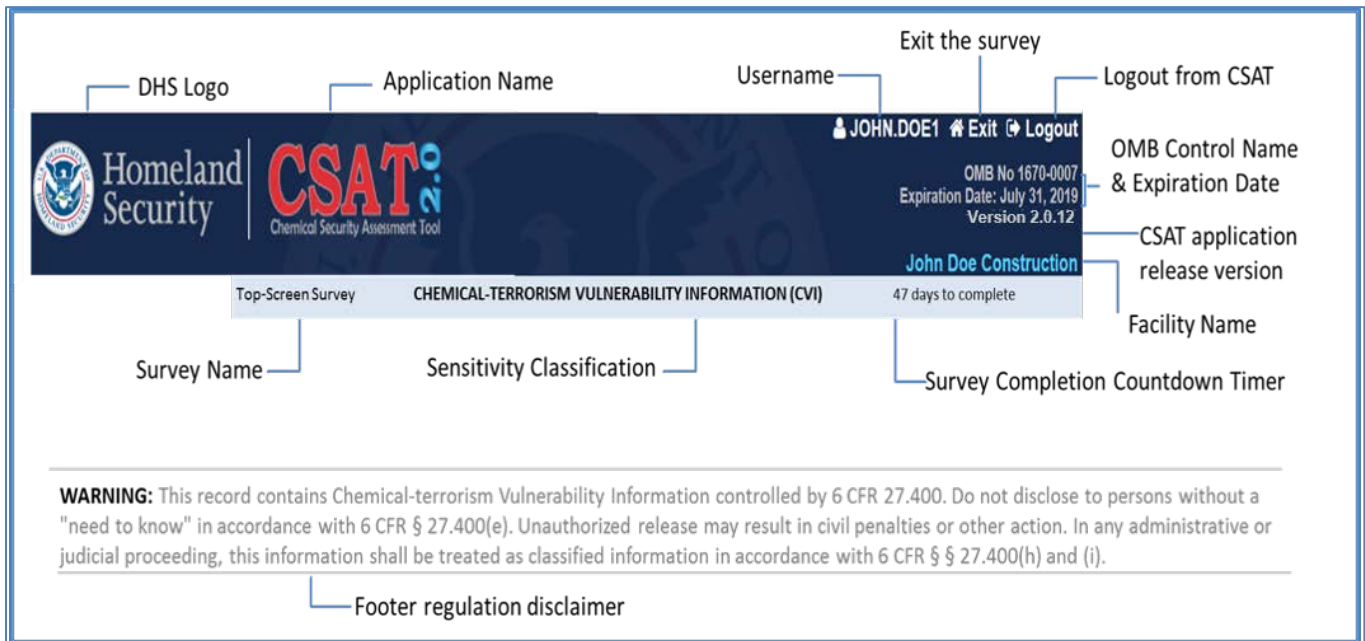 Exit the survey
DHS Logo
Application Name
Username
Logout from CSAT
JOHN.DOE1 Exit Logout
Homeland
Security
U.S. DEPARTMENT OF
HOMELAND SECURITY
CSAT 2.0
Chemical Security Assessment Tool
OMB No 1670-0007
Expiration Date: July 31, 2019
Version 2.0.12
OMB Control Name
& Expiration Date
CSAT application
release version
John Doe Construction
Top-Screen Survey CHEMICAL-TERRORISM VULNERABILITY INFORMATION (CVI) 47 days to complete
Facility Name
Survey Name
Sensitivity Classification
Survey Completion Countdown Timer
WARNING: This record contains Chemical-terrorism Vulnerability Information controlled by 6 CFR 27.400. Do not disclose to persons without a
"need to know" in accordance with 6 CFR § 27.400(e). Unauthorized release may result in civil penalties or other action. In any administrative or
judicial proceeding, this information shall be treated as classified information in accordance with 6 CFR § § 27.400(h) and (i).
Footer regulation disclaimer